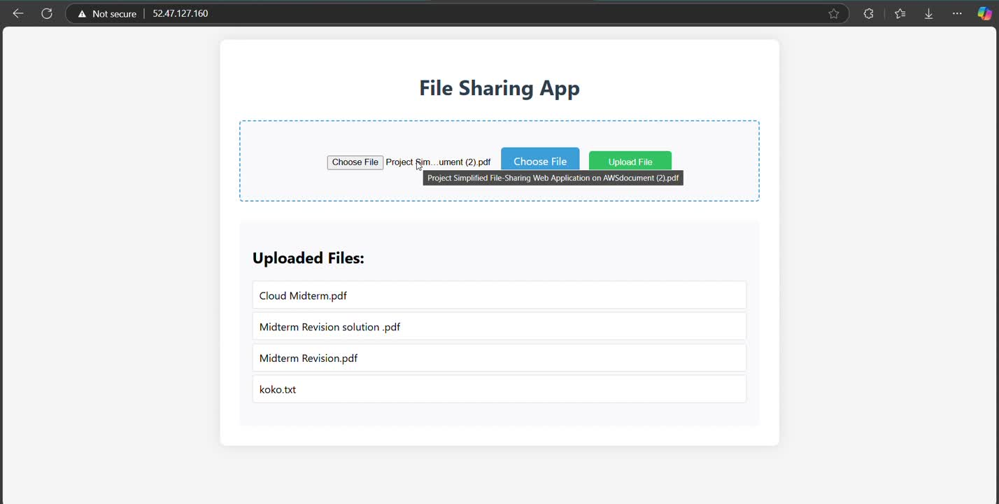 Not secure 52.47.127.160
File Sharing App
Choose File Project Sim...ument (2).pdf Choose File Upload File
Project Simplified File-Sharing Web Application on AWSdocument (2).pdf
Uploaded Files:
Cloud Midterm.pdf
Midterm Revision solution .pdf
Midterm Revision.pdf
koko.txt